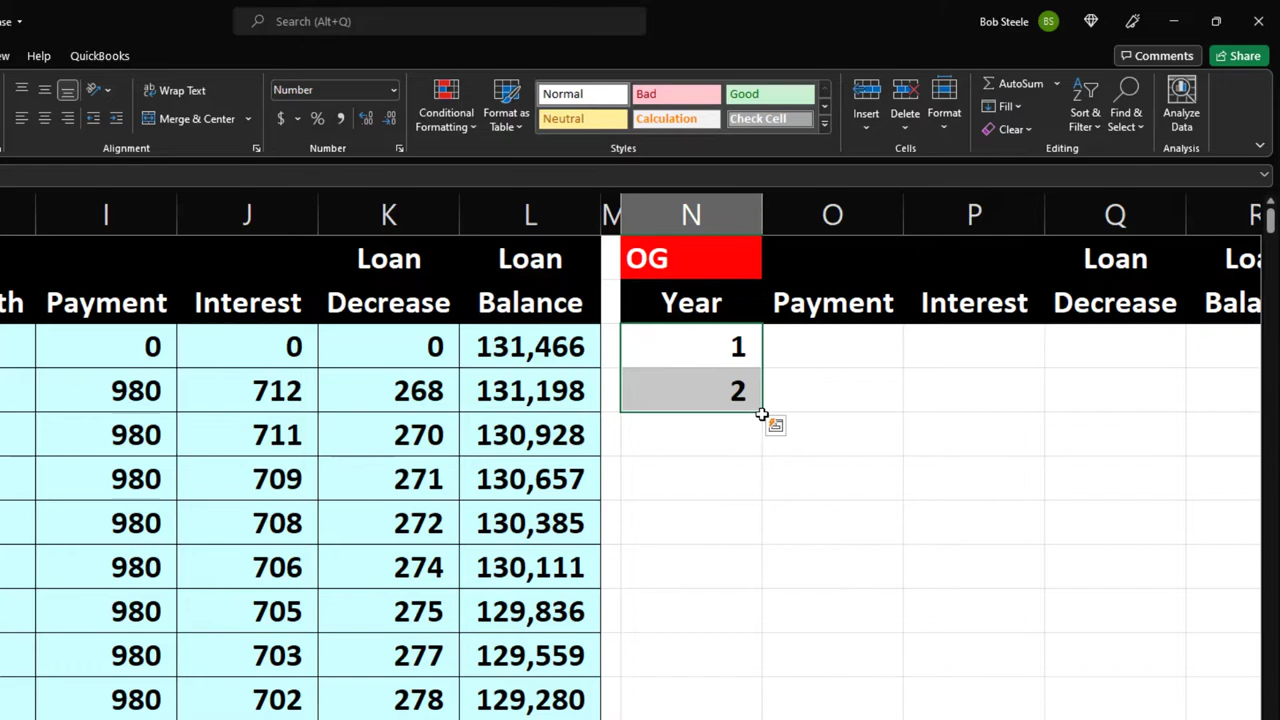 se
Search (Alt+Q)
Bob Steele
BS
w
Help
QuickBooks
Comments
Share
Wrap Text
Merge & Center
Alignment
Number
$ % ,
Number
Conditional
Formatting
Format as
Table
Normal
Bad
Good
Neutral
Calculation
Check Cell
Styles
Insert
Delete
Format
Cells
AutoSum
Fill
Clear
Sort &
Filter
Find &
Select
Editing
Analyze
Data
Analysis
I J K L M N O P Q R
Loan Loan OG Loan Loa
th Payment Interest Decrease Balance Year Payment Interest Decrease Bala
0 0 0 131,466 1
980 712 268 131,198 2
980 711 270 130,928
980 709 271 130,657
980 708 272 130,385
980 706 274 130,111
980 705 275 129,836
980 703 277 129,559
980 702 278 129,280